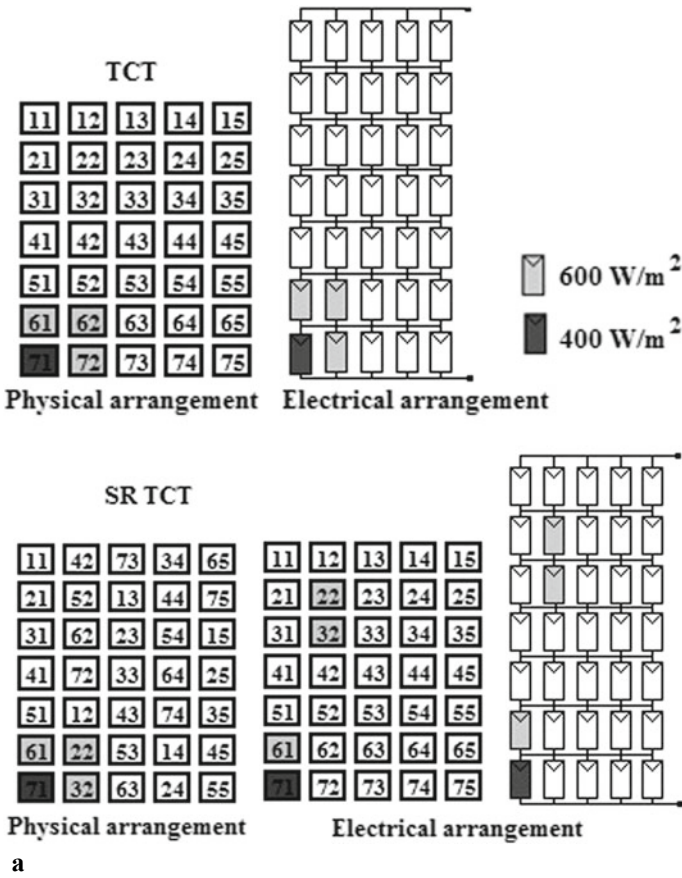 TCT
11 12 13 14 15
21 22 23 24 25
31 32 33 34 35
41 42 43 44 45
51 52 53 54 55
61 62 63 64 65
71 72 73 74 75
Physical arrangement
Electrical arrangement
600 W/m²
400 W/m²
SR TCT
11 42 73 34 65
21 52 13 44 75
31 62 23 54 15
41 72 33 64 25
51 12 43 74 35
61 22 53 14 45
71 32 63 24 55
Physical arrangement
11 12 13 14 15
21 22 23 24 25
31 32 33 34 35
41 42 43 44 45
51 52 53 54 55
61 62 63 64 65
71 72 73 74 75
Electrical arrangement
a